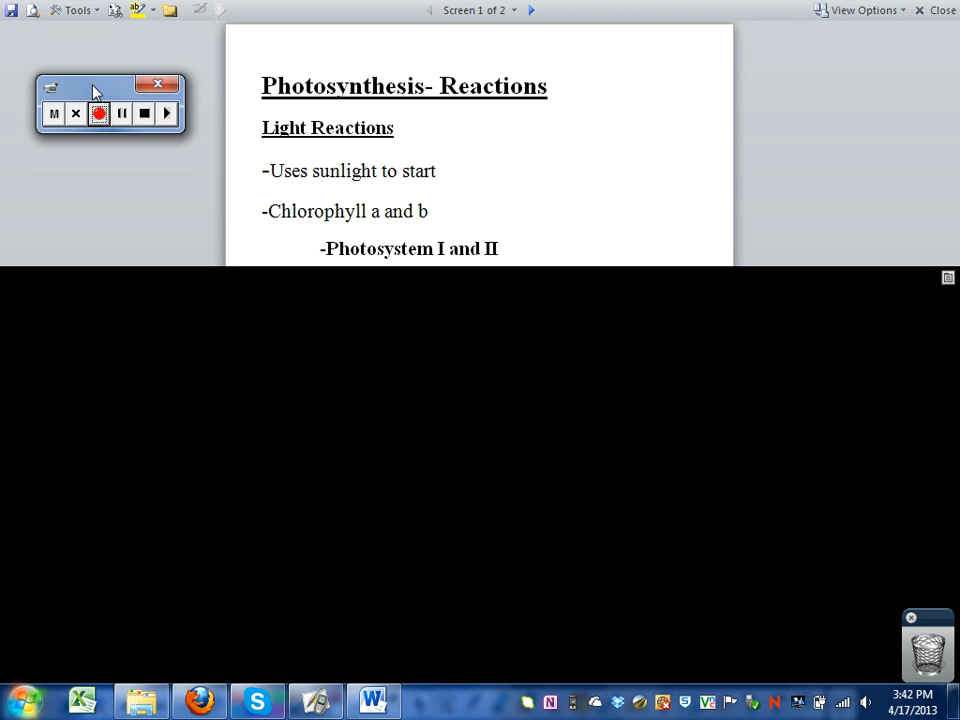 Tools
Screen 1 of 2
View Options
Close
Photosynthesis- Reactions
M
Light Reactions
-Uses sunlight to start
-Chlorophyll a and b
-Photosystem I and II
3:42 PM
4/17/2013